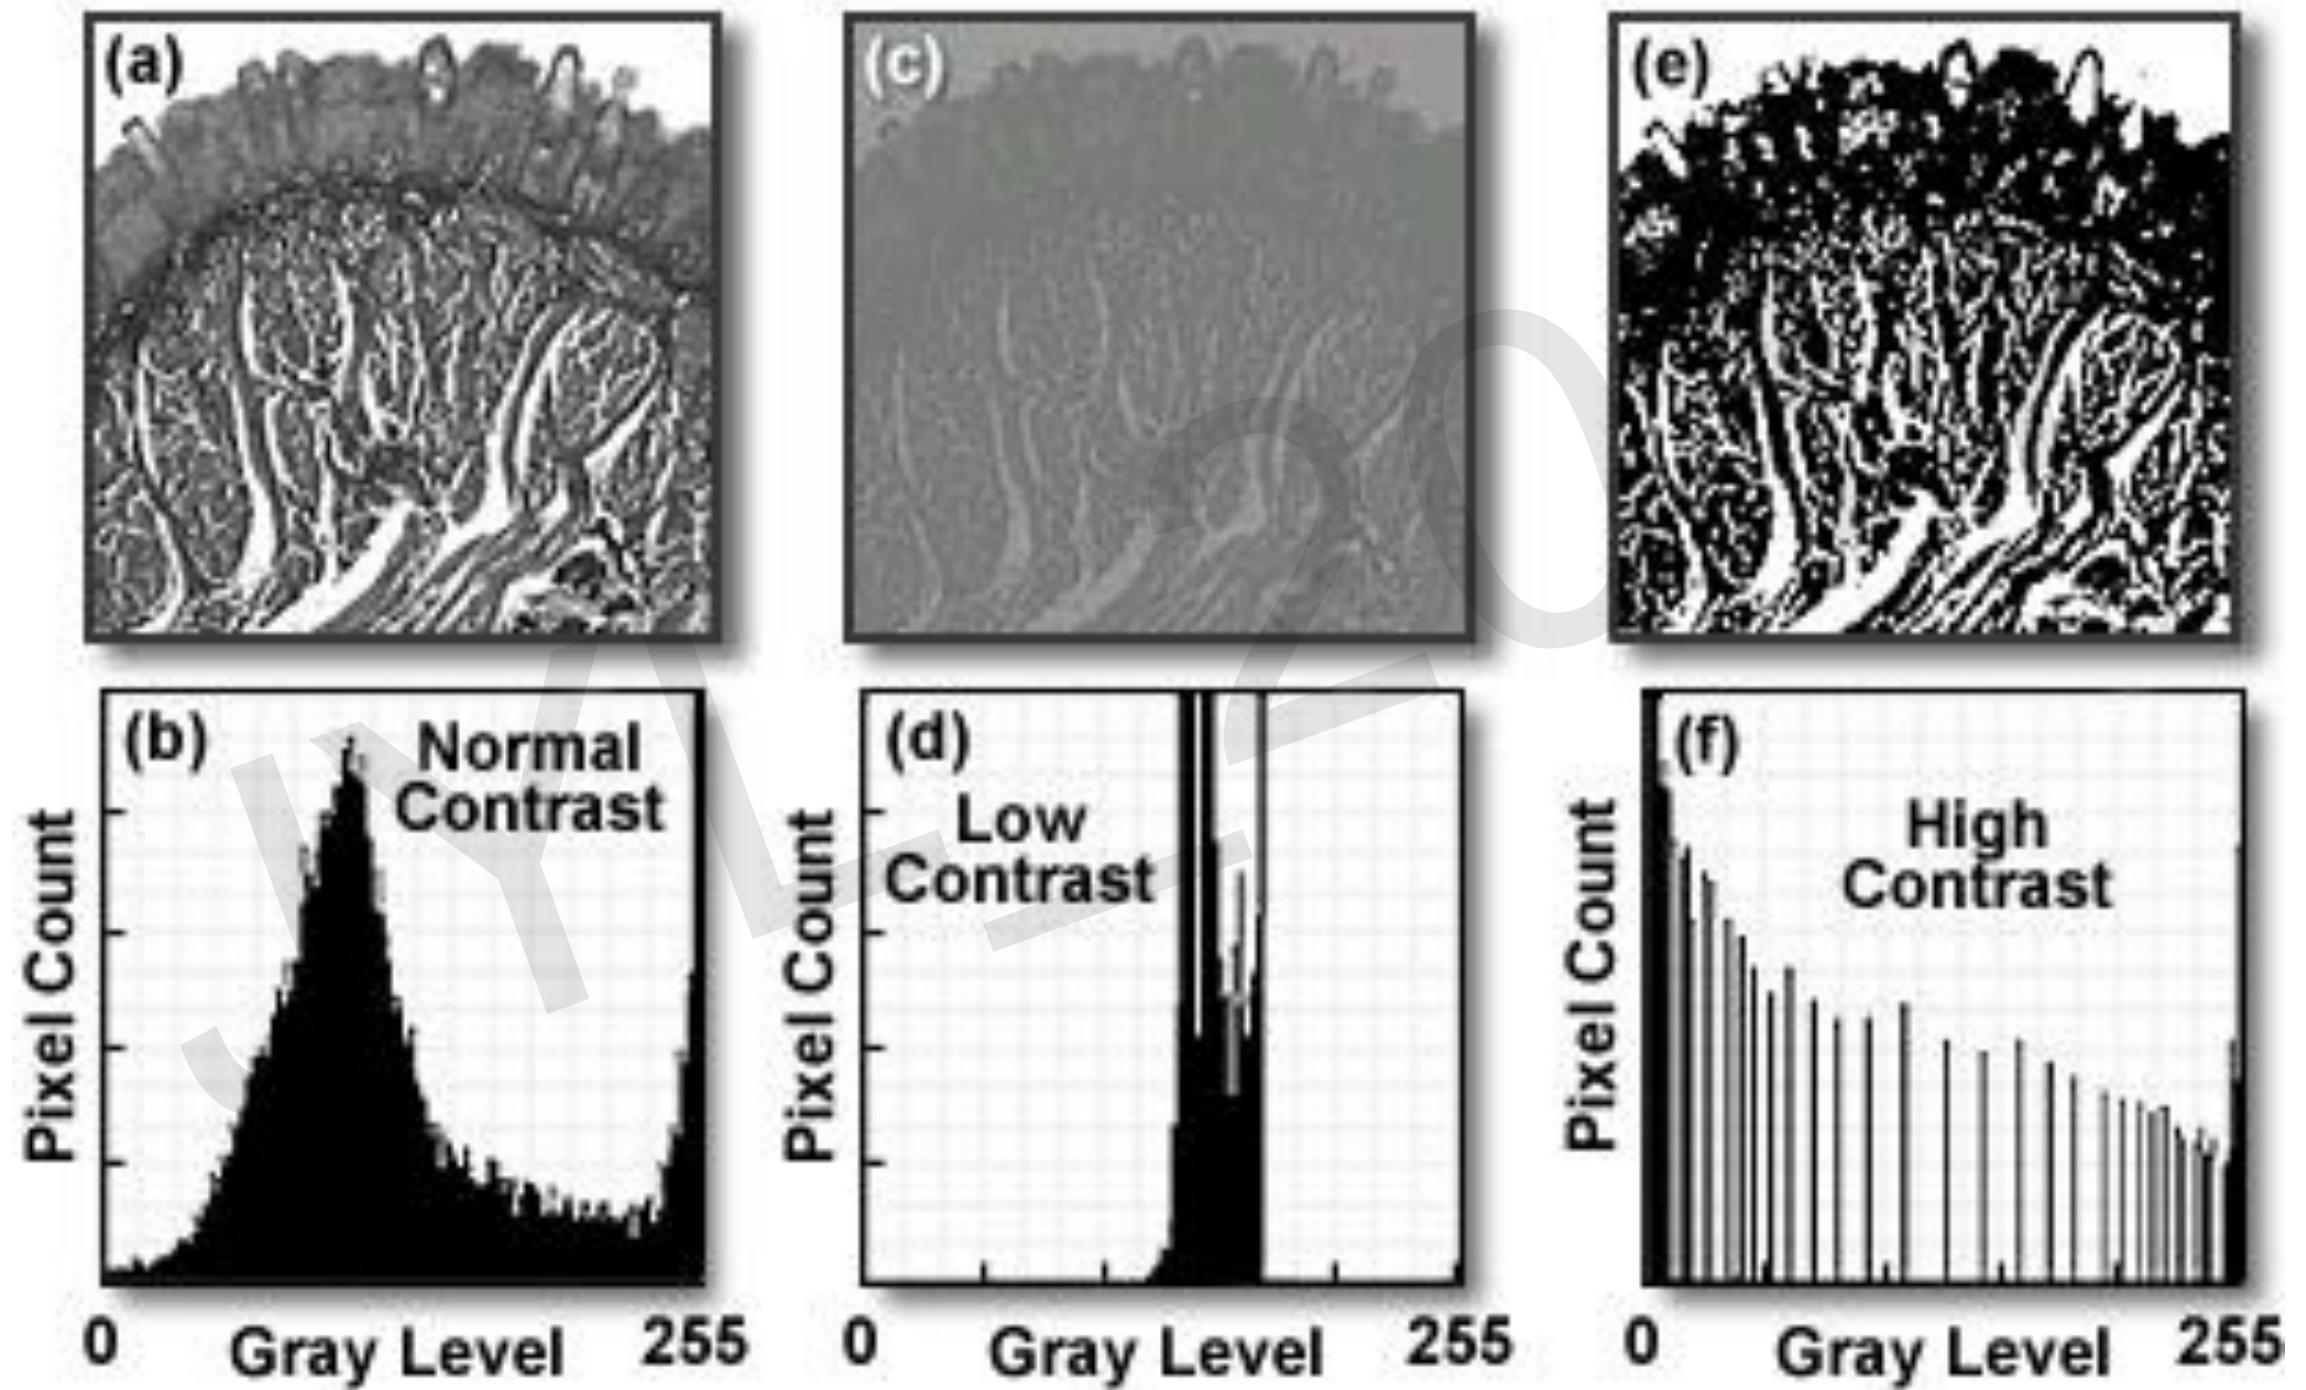 (a)
(c)
(e)
(b)
Normal
Contrast
Pixel Count
0
Gray Level
255
(d)
Low
Contrast
Pixel Count
0
Gray Level
255
(f)
High
Contrast
Pixel Count
0
Gray Level
255
JYL_20